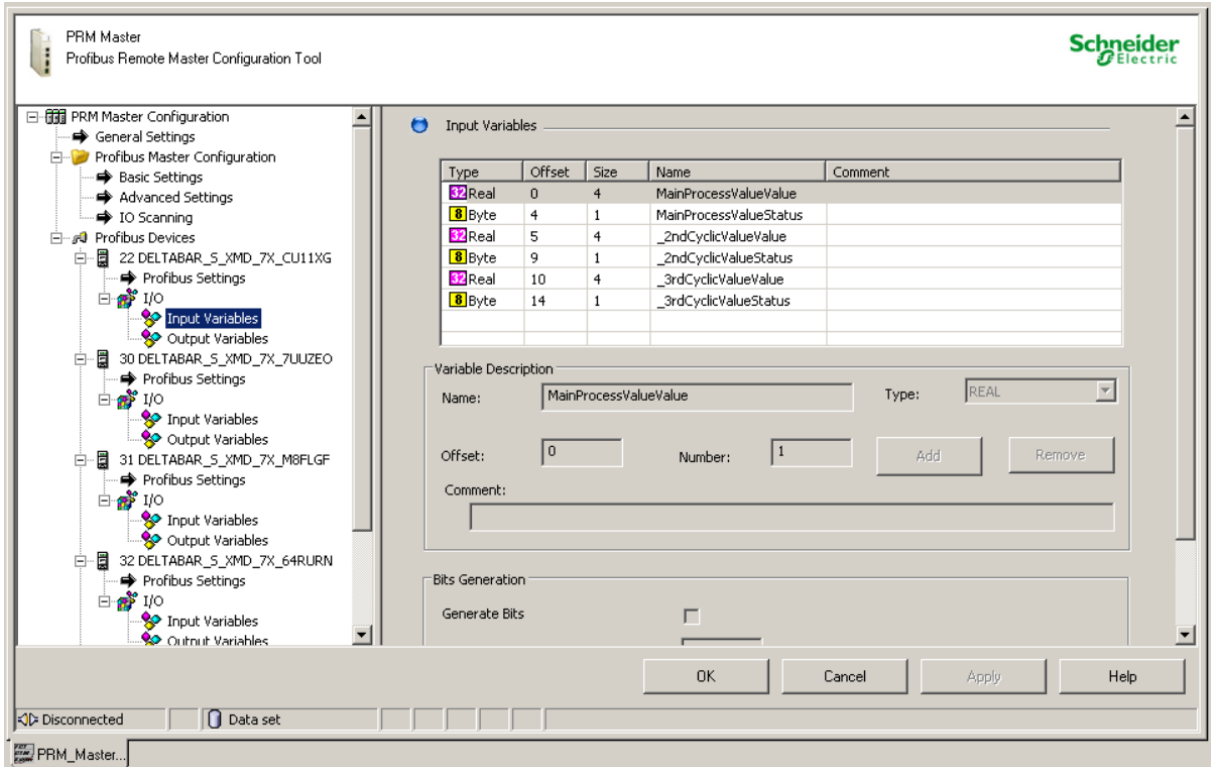 PRM Master
Profibus Remote Master Configuration Tool
Schneider
Electric
PRM Master Configuration
General Settings
Profibus Master Configuration
Basic Settings
Advanced Settings
IO Scanning
Profibus Devices
22 DELTABAR_S_XMD_7X_CU11XG
Profibus Settings
I/O
Input Variables
Output Variables
30 DELTABAR_S_XMD_7X_7UUZEO
Profibus Settings
I/O
Input Variables
Output Variables
31 DELTABAR_S_XMD_7X_M8FLGF
Profibus Settings
I/O
Input Variables
Output Variables
32 DELTABAR_S_XMD_7X_64RURN
Profibus Settings
I/O
Input Variables
Output Variables
Input Variables
Type Offset Size Name Comment
32 Real 0 4 MainProcessValueValue
8 Byte 4 1 MainProcessValueStatus
32 Real 5 4 _2ndCyclicValueValue
8 Byte 9 1 _2ndCyclicValueStatus
32 Real 10 4 _3rdCyclicValueValue
8 Byte 14 1 _3rdCyclicValueStatus
Variable Description
Name: MainProcessValueValue Type: REAL
Offset: 0 Number: 1 Add Remove
Comment:
Bits Generation
Generate Bits
OK Cancel Apply Help
Disconnected Data set
PRM_Master...